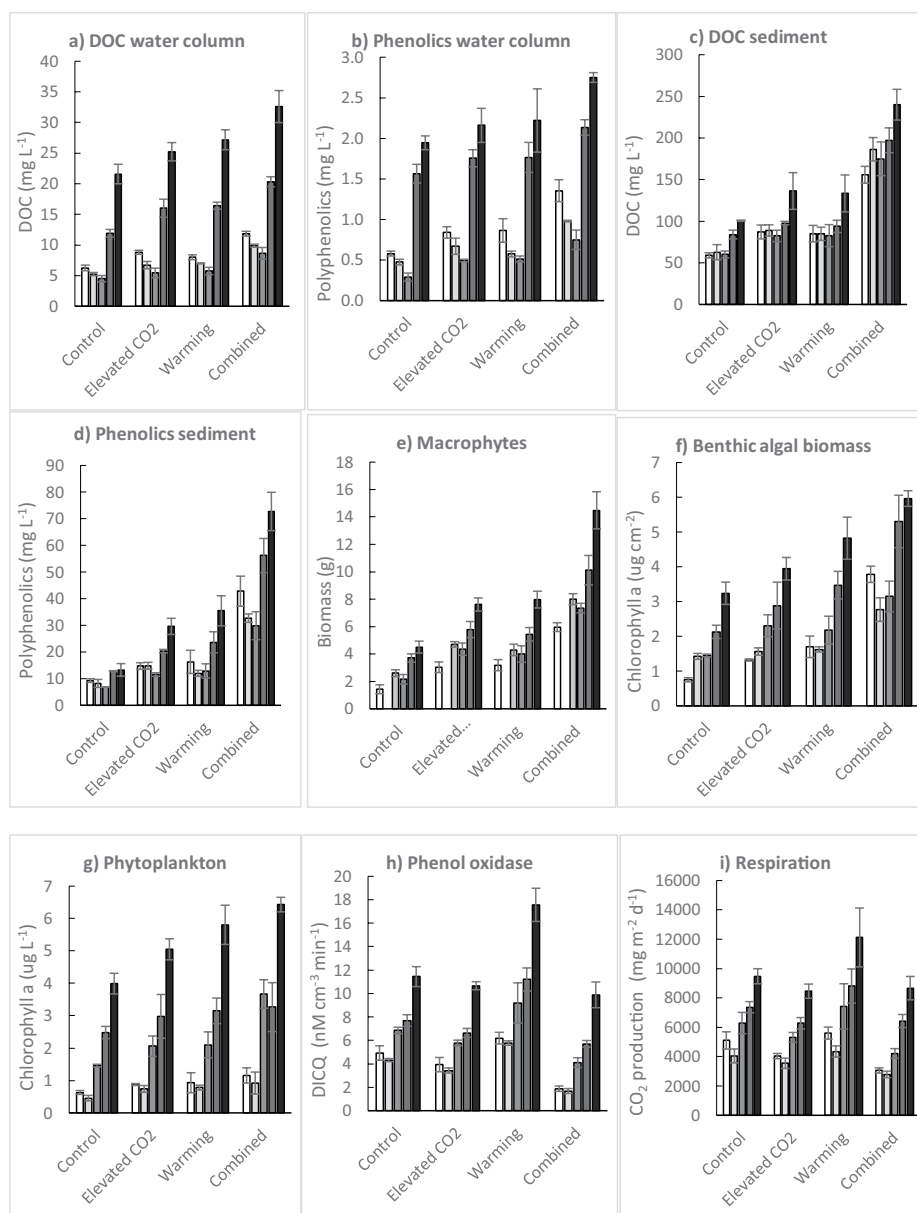 a) DOC water column
DOC (mg L-1)
40
35
30
25
20
15
10
5
0
Control
Elevated CO2
Warming
Combined
b) Phenolics water column
Polyphenolics (mg L-1)
3.0
2.5
2.0
1.5
1.0
0.5
0.0
Control
Elevated CO2
Warming
Combined
c) DOC sediment
DOC (mg L-1)
300
250
200
150
100
50
0
Control
Elevated CO2
Warming
Combined
d) Phenolics sediment
Polyphenolics (mg L-1)
90
80
70
60
50
40
30
20
10
0
Control
Elevated CO2
Warming
Combined
e) Macrophytes
Biomass (g)
18
16
14
12
10
8
6
4
2
0
Control
Elevated...
Warming
Combined
f) Benthic algal biomass
Chlorophyll a (ug cm-2)
7
6
5
4
3
2
1
0
Control
Elevated CO2
Warming
Combined
g) Phytoplankton
Chlorophyll a (ug L-1)
7
6
5
4
3
2
1
0
Control
Elevated CO2
Warming
Combined
h) Phenol oxidase
DICQ (nM cm-3 min-1)
20
18
16
14
12
10
8
6
4
2
0
Control
Elevated CO2
Warming
Combined
i) Respiration
CO2 production (mg m-2 d-1)
16000
14000
12000
10000
8000
6000
4000
2000
0
Control
Elevated CO2
Warming
Combined